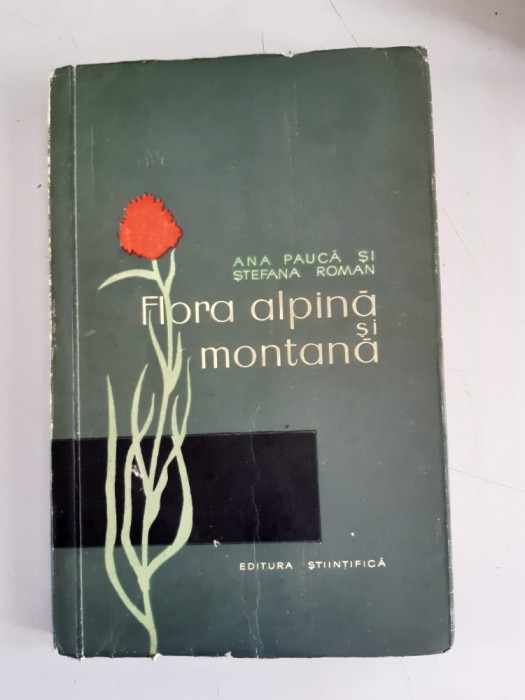 ANA PAUCĂ ȘI
ȘTEFANA ROMAN
Flora alpină
și
montană
EDITURA ȘTIINȚIFICĂ